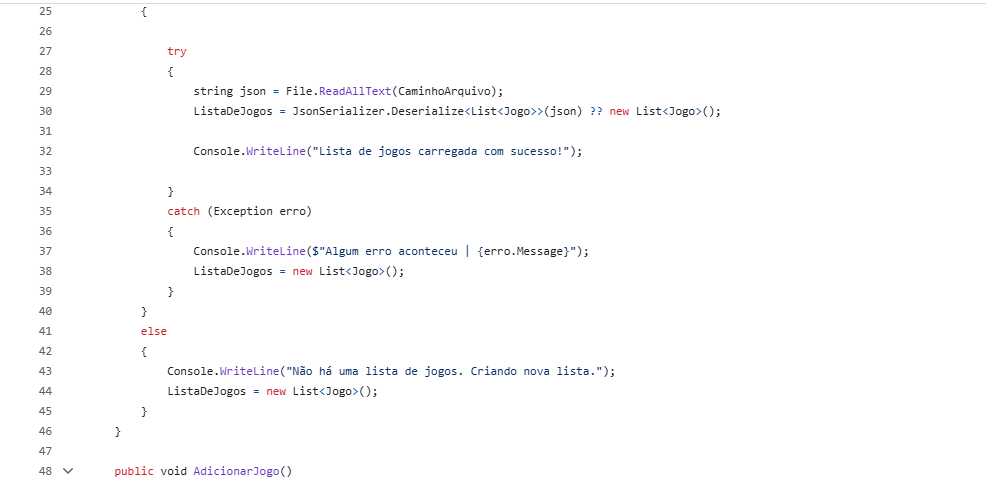 25 {
26
27 try
28 {
29 string json = File.ReadAllText(CaminhoArquivo);
30 ListaDeJogos = JsonSerializer.Deserialize<List<Jogo>>(json) ?? new List<Jogo>();
31
32 Console.WriteLine("Lista de jogos carregada com sucesso!");
33
34 }
35 catch (Exception erro)
36 {
37 Console.WriteLine($"Algum erro aconteceu | {erro.Message}");
38 ListaDeJogos = new List<Jogo>();
39 }
40 }
41 else
42 {
43 Console.WriteLine("Não há uma lista de jogos. Criando nova lista.");
44 ListaDeJogos = new List<Jogo>();
45 }
46 }
47
48 public void AdicionarJogo()